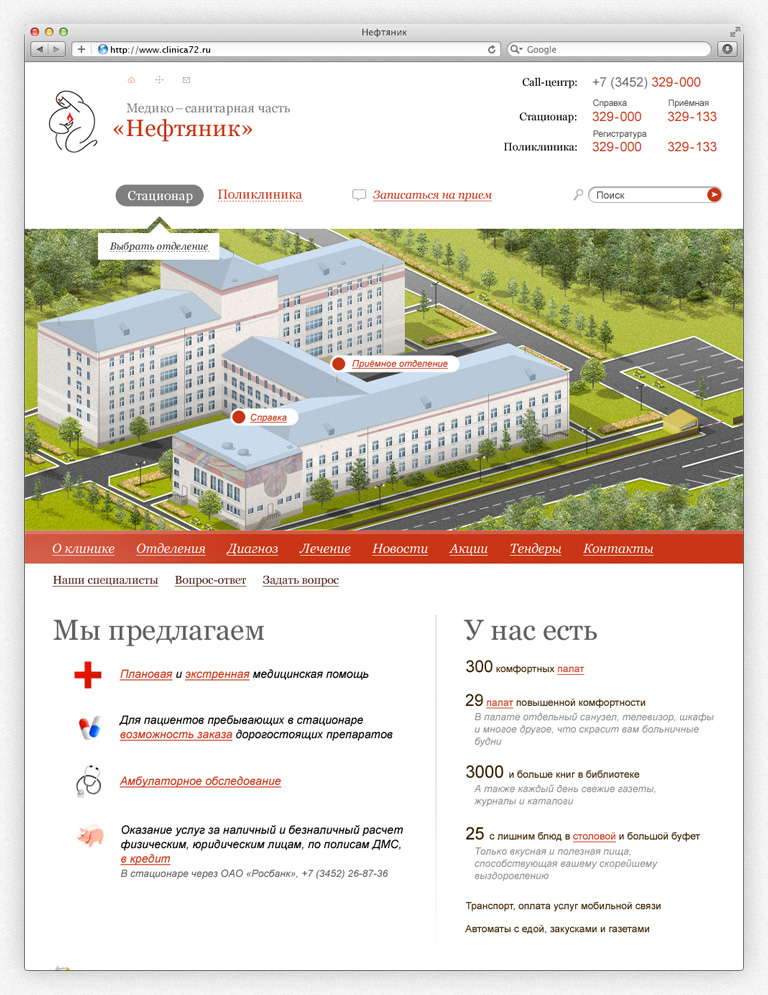 Нефтяник
http://www.clinica72.ru
Google
Медико – санитарная часть
«Нефтяник»
Call-центр: +7 (3452) 329-000
Справка Приёмная
Стационар: 329-000 329-133
Регистратура
Поликлиника: 329-000 329-133
Стационар Поликлиника Записаться на прием Поиск
Выбрать отделение
Приёмное отделение
Справка
О клинике Отделения Диагноз Лечение Новости Акции Тендеры Контакты
Наши специалисты Вопрос-ответ Задать вопрос
Мы предлагаем
Плановая и экстренная медицинская помощь
Для пациентов пребывающих в стационаре
возможность заказа дорогостоящих препаратов
Амбулаторное обследование
Оказание услуг за наличный и безналичный расчет
физическим, юридическим лицам, по полисам ДМС,
в кредит
В стационаре через ОАО «Росбанк», +7 (3452) 26-87-36
У нас есть
300 комфортных палат
29 палат повышенной комфортности
В палате отдельный санузел, телевизор, шкафы
и многое другое, что скрасит вам больничные
будни
3000 и больше книг в библиотеке
А также каждый день свежие газеты,
журналы и каталоги
25 с лишним блюд в столовой и большой буфет
Только вкусная и полезная пища,
способствующая вашему скорейшему
выздоровлению
Транспорт, оплата услуг мобильной связи
Автоматы с едой, закусками и газетами